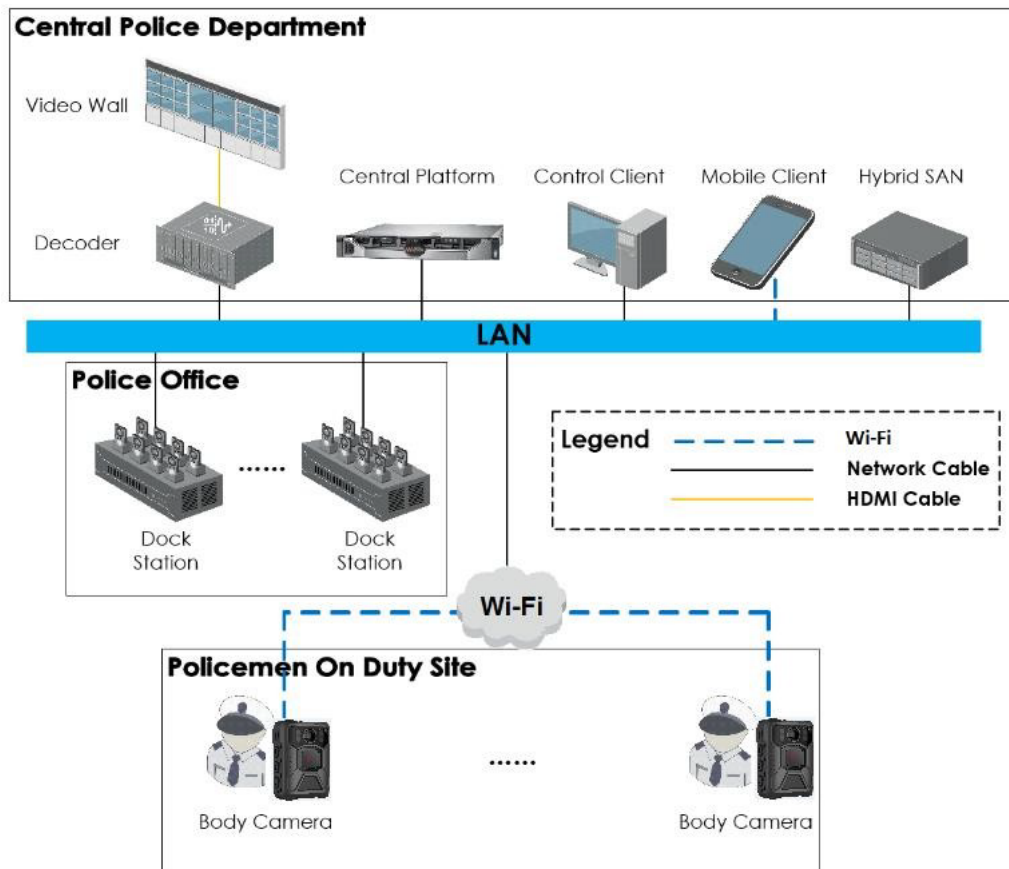 Central Police Department
Video Wall
Central Platform
Control Client
Mobile Client
Hybrid SAN
Decoder
LAN
Police Office
Legend
Wi-Fi
Network Cable
HDMI Cable
......
......
Dock
Station
Dock
Station
Wi-Fi
Policemen On Duty Site
......
Body Camera
Body Camera